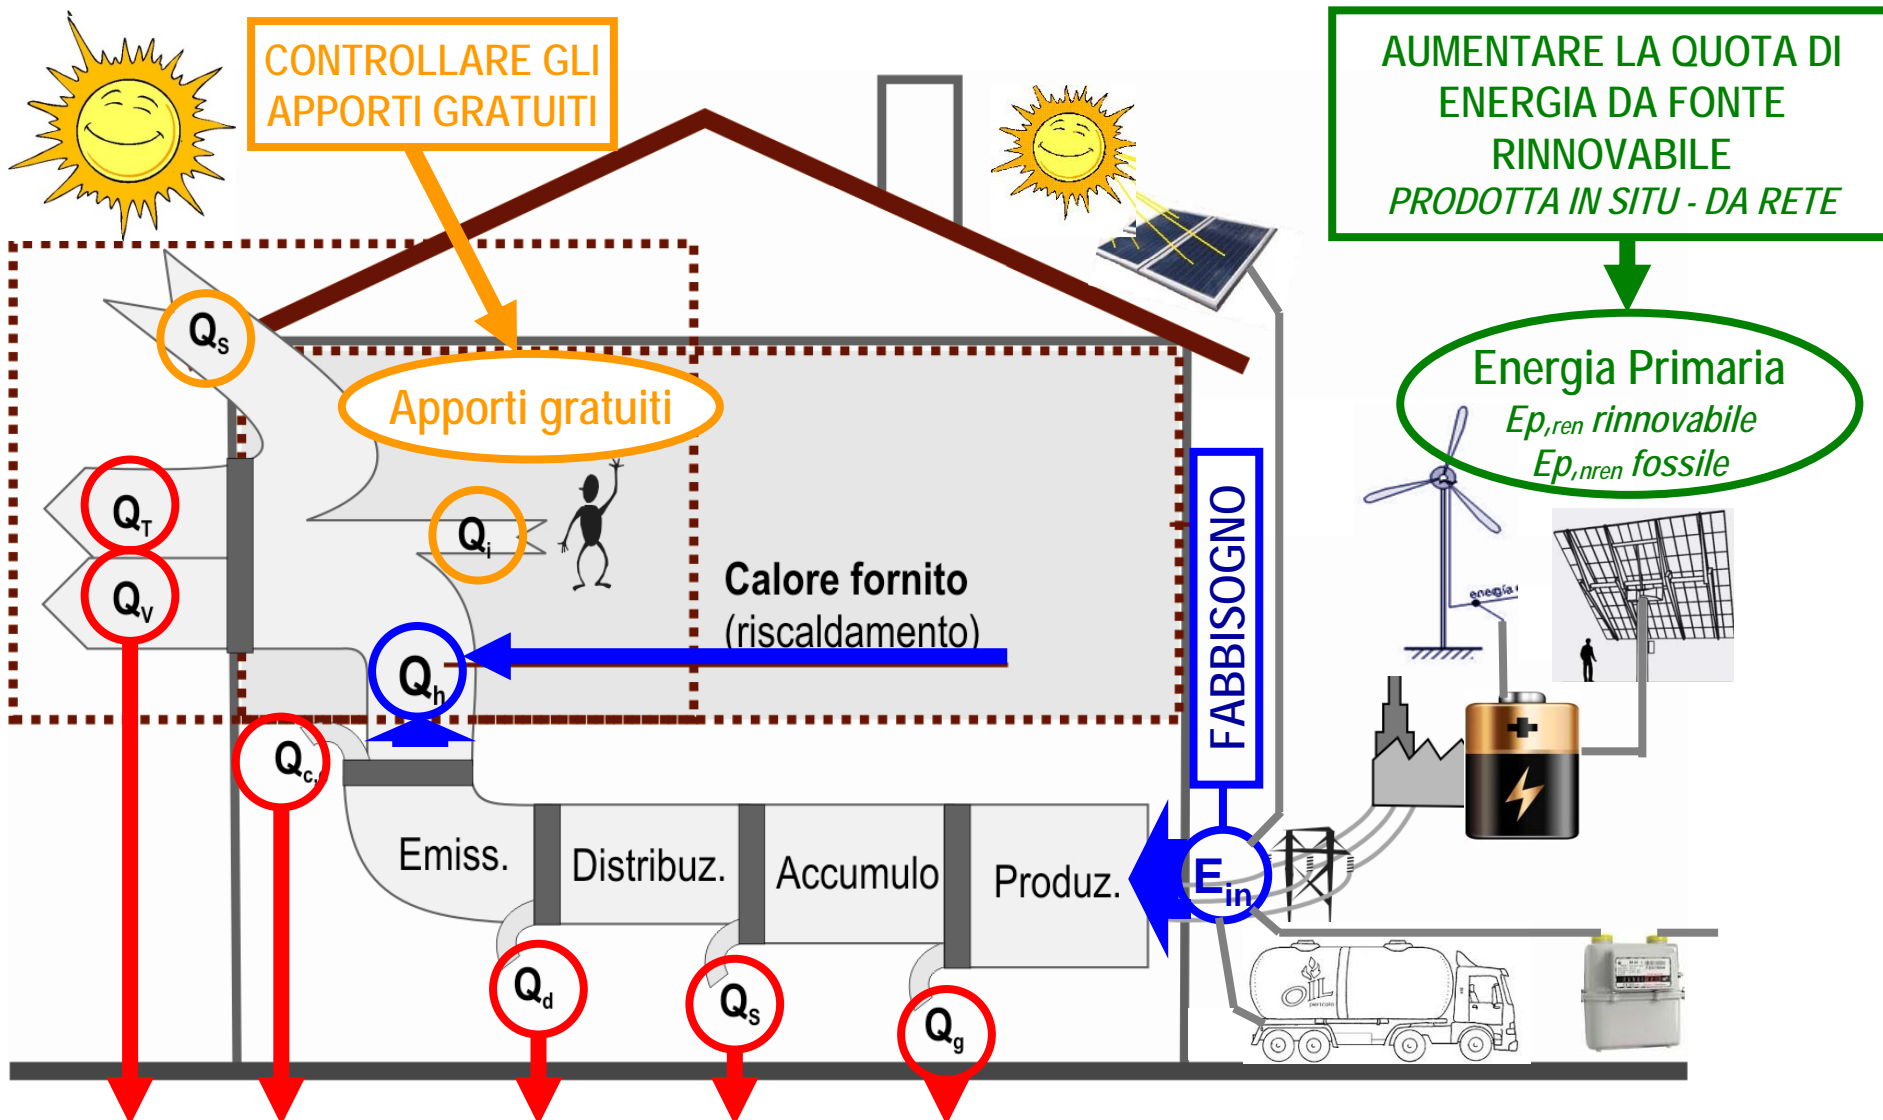 CONTROLLARE GLI
APPORTI GRATUITI
AUMENTARE LA QUOTA DI
ENERGIA DA FONTE
RINNOVABILE
PRODOTTA IN SITU - DA RETE
Energia Primaria
Ep,ren rinnovabile
Ep,nren fossile
Qs
Apporti gratuiti
QT
Qi
QV
Calore fornito
(riscaldamento)
Qh
FABBISOGNO
energía
Qc,
Emiss.
Distribuz.
Accumulo
Produz.
Ein
Qd
Qs
Qg
OIL